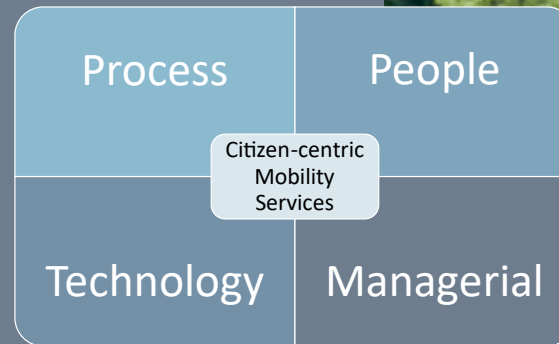 Process
People
Citizen-centric
Mobility
Services
Technology
Managerial